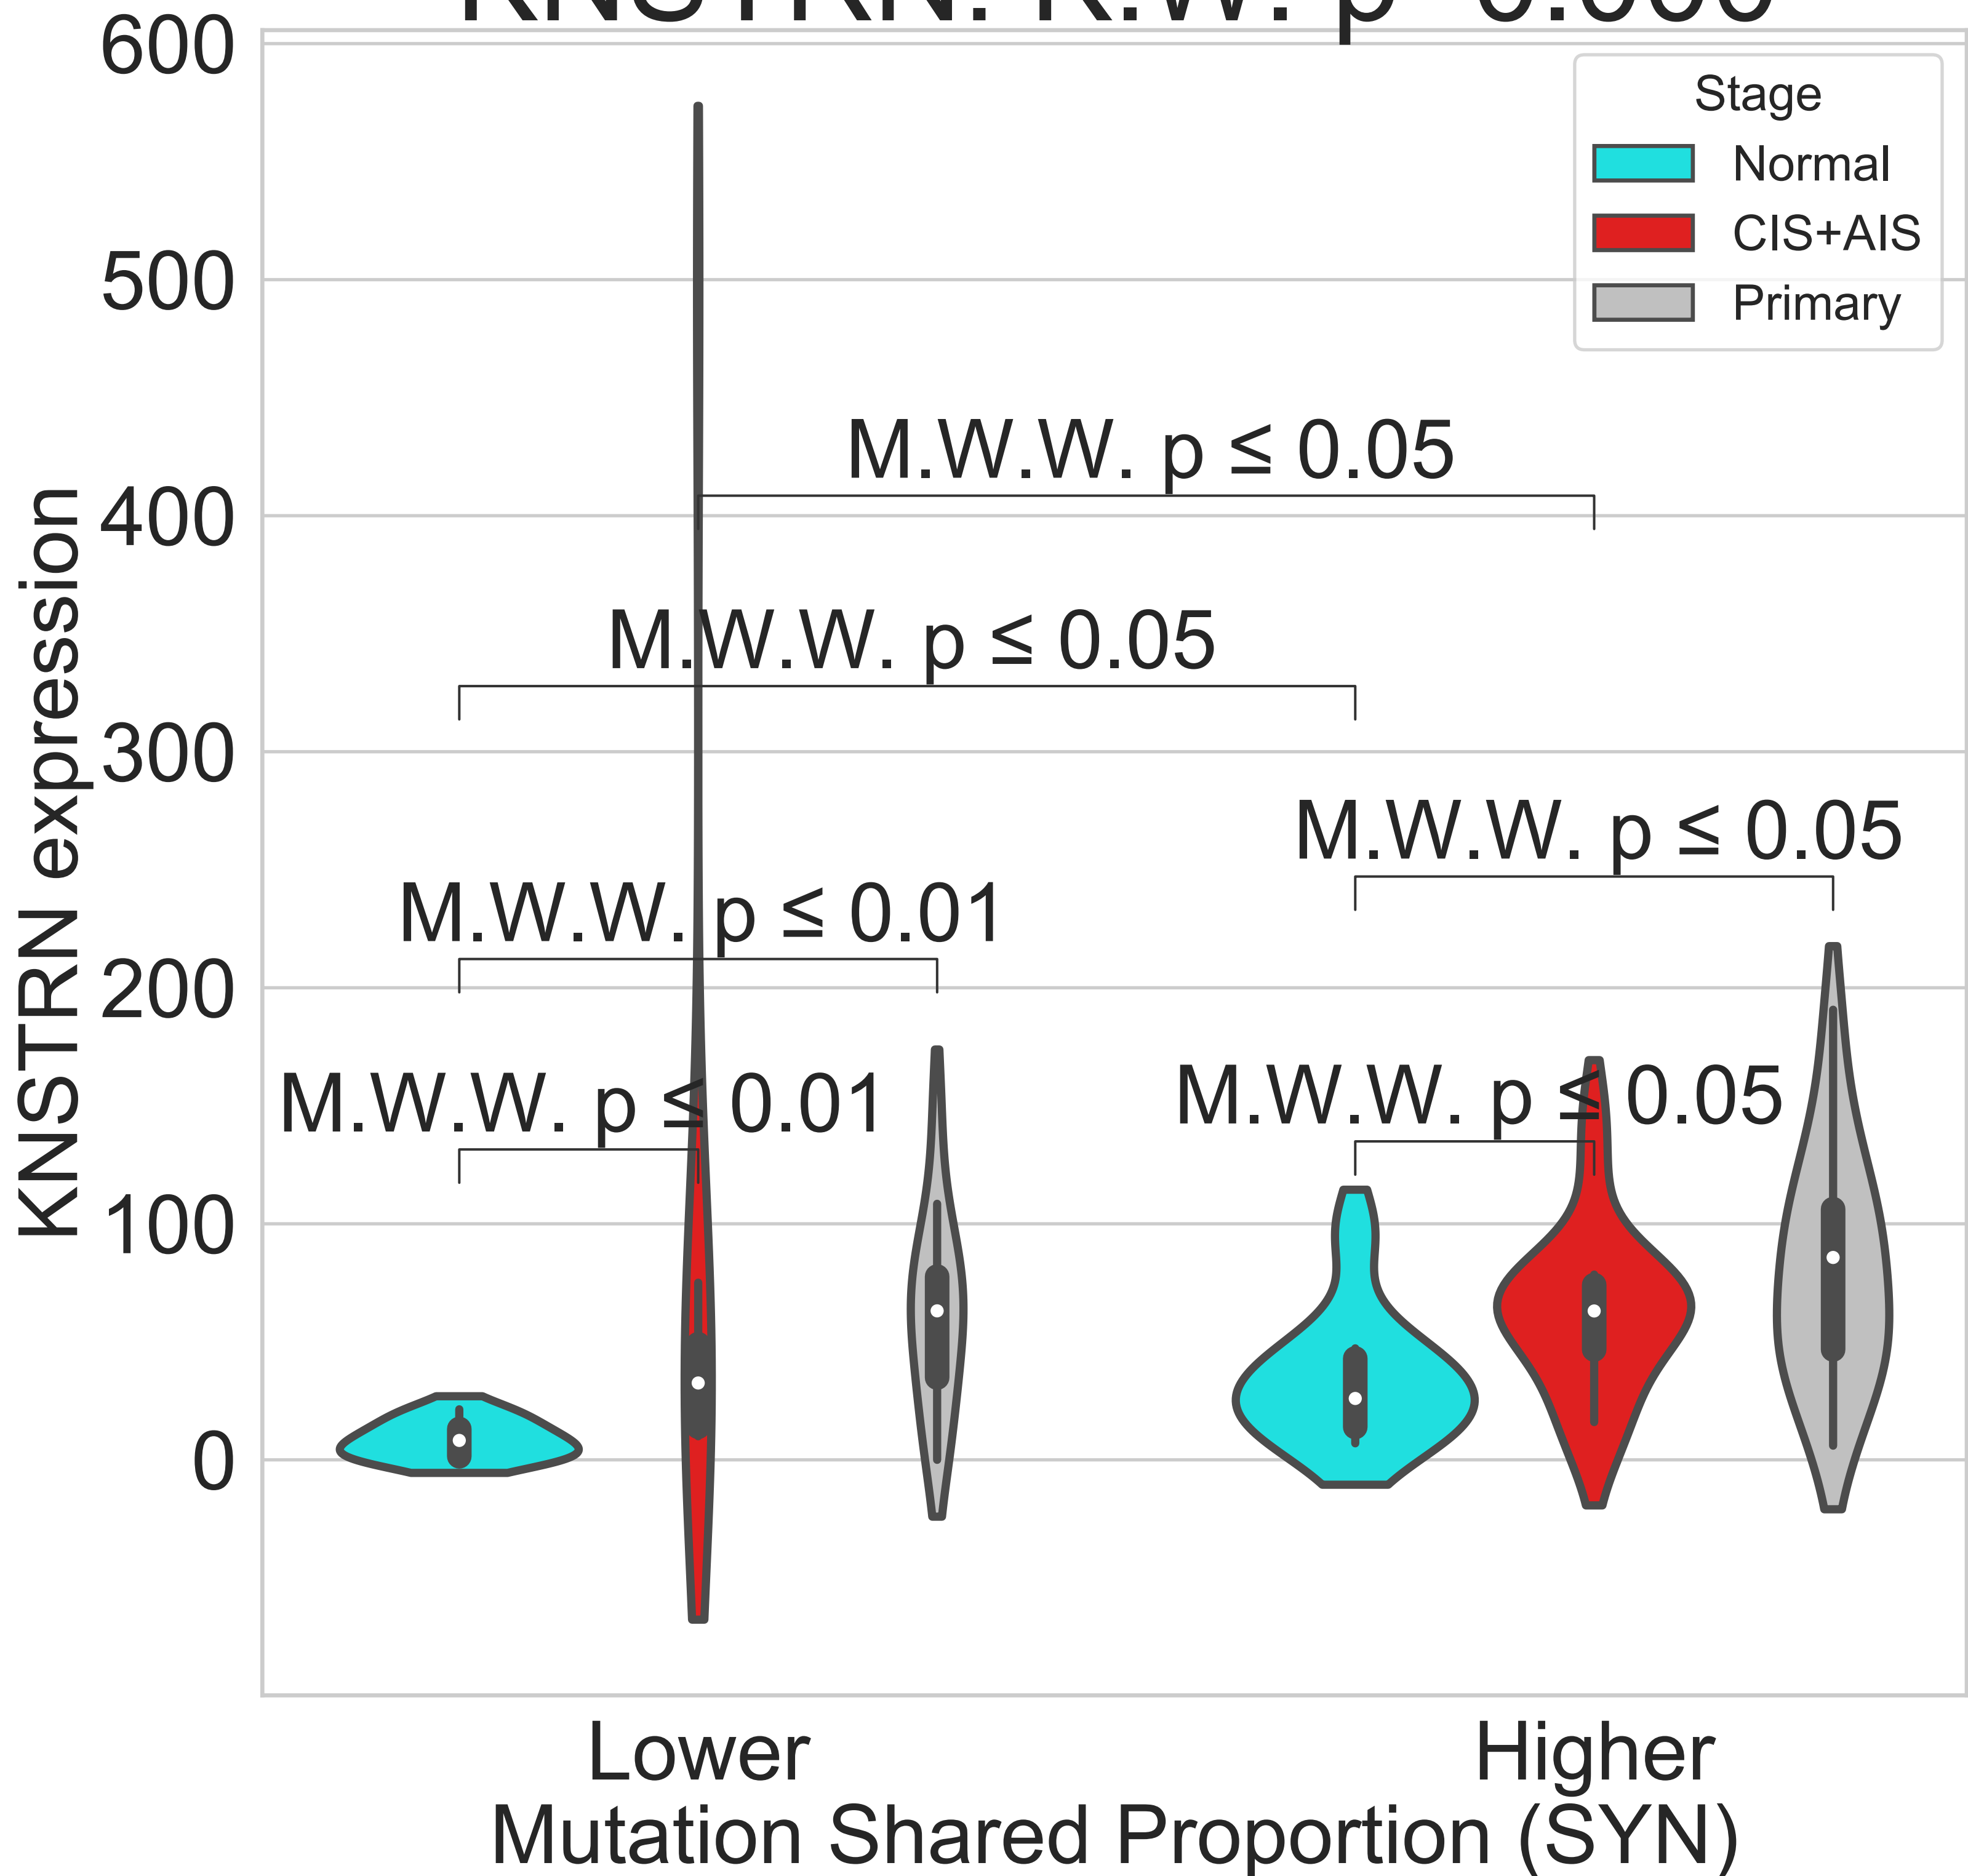 600
500
400
300
200
100
0
KNSTRN expression
Stage
Normal
CIS+AIS
Primary
M.W.W. p ≤ 0.05
M.W.W. p ≤ 0.05
M.W.W. p ≤ 0.05
M.W.W. p ≤ 0.01
M.W.W. p ≤ 0.01
M.W.W. p ≤ 0.05
Lower
Higher
Mutation Shared Proportion (SYN)